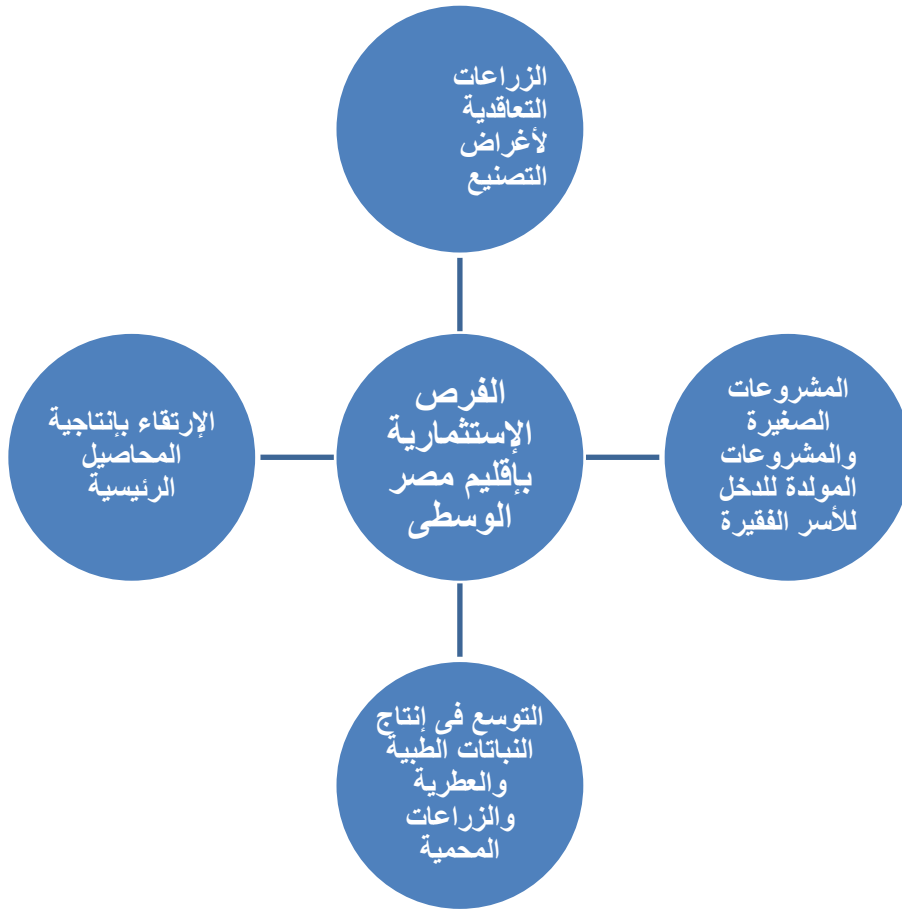 الزراعات
التعاقدية
لأغراض
التصنيع
الفرص
الإستثمارية
بإقليم مصر
الوسطى
المشروعات
الصغيرة
والمشروعات
المولدة للدخل
للأسر الفقيرة
التوسع فى إنتاج
النباتات الطبية
والعطرية
والزراعات
المحمية
الإرتقاء بإنتاجية
المحاصيل
الرئيسية